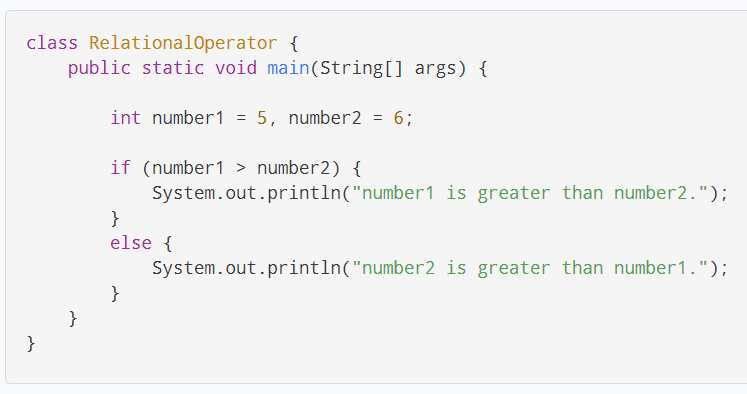 class RelationalOperator {
    public static void main(String[] args) {
        int number1 = 5, number2 = 6;
        if (number1 > number2) {
            System.out.println("number1 is greater than number2.");
        }
        else {
            System.out.println("number2 is greater than number1.");
        }
    }
}